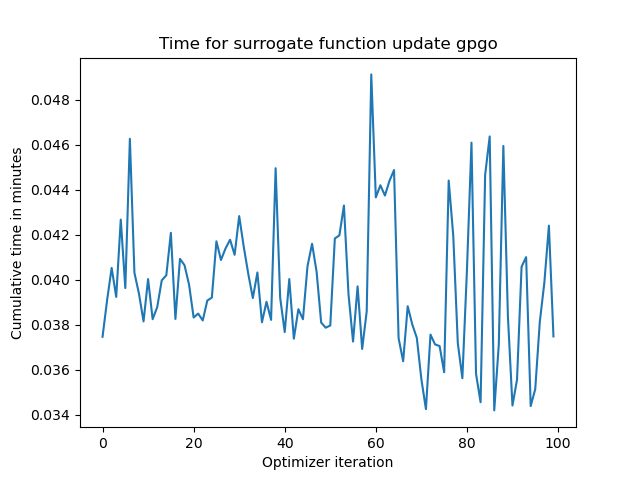 Time for surrogate function update gpgo
Cumulative time in minutes
0.048
0.046
0.044
0.042
0.040
0.038
0.036
0.034
0 20 40 60 80 100
Optimizer iteration